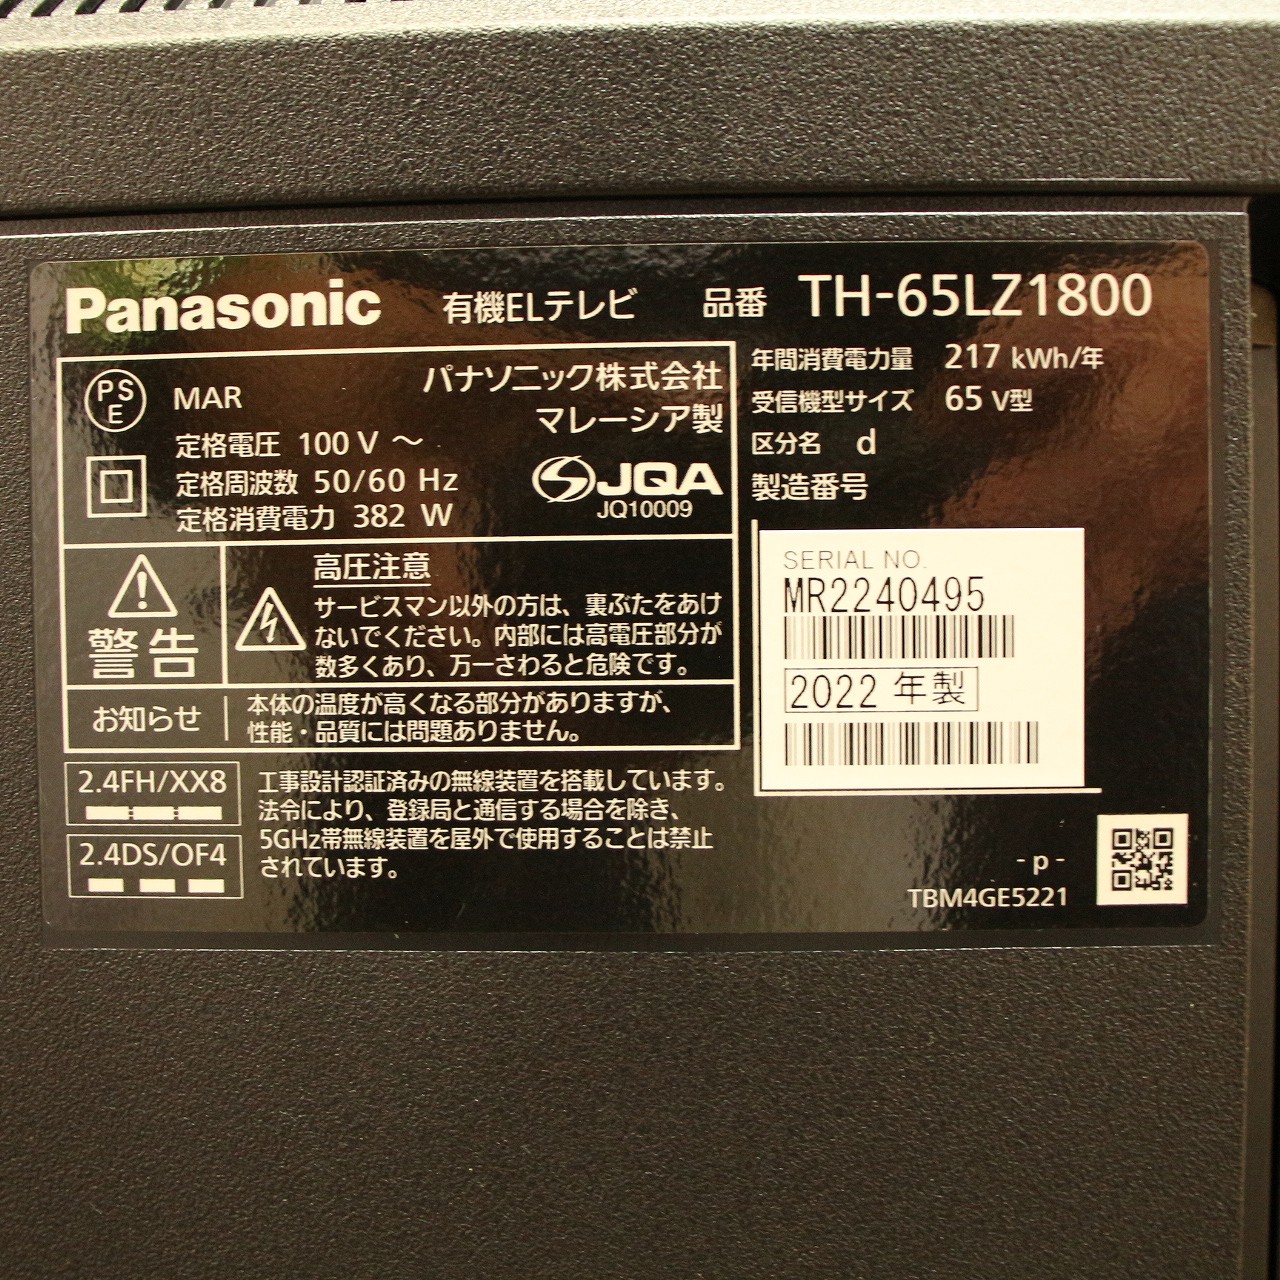 Panasonic 有機ELテレビ 品番 TH-65LZ1800
PS
E
MAR
パナソニック株式会社
マレーシア製
定格電圧 100 V ～
定格周波数 50/60 Hz
定格消費電力 382 W
JQA
JQ10009
年間消費電力量 217 kWh/年
受信機型サイズ 65 V型
区分名 d
製造番号
SERIAL NO.
MR2240495
2022 年製
警告
高圧注意
サービスマン以外の方は、裏ぶたをあけ
ないでください。内部には高電圧部分が
数多くあり、万一さわると危険です。
お知らせ
本体の温度が高くなる部分がありますが、
性能・品質には問題ありません。
2.4FH/XX8
2.4DS/OF4
工事設計認証済みの無線装置を搭載しています。
法令により、登録局と通信する場合を除き、
5GHz帯無線装置を屋外で使用することは禁止
されています。
- p -
TBM4GE5221